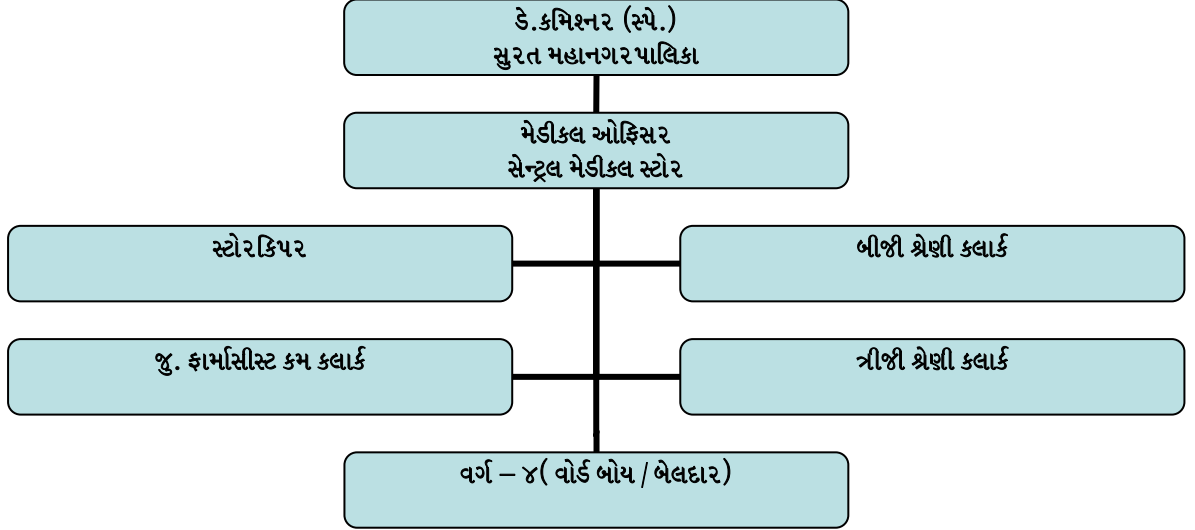 ડે.કમિશ્નર (સ્પે.)
સુરત મહાનગરપાલિકા
મેડીકલ ઓફિસર
સેન્ટ્રલ મેડીકલ સ્ટોર
સ્ટોરકિપર
બીજી શ્રેણી કલાર્ક
જુ. ફાર્માસીસ્ટ કમ કલાર્ક
ત્રીજી શ્રેણી કલાર્ક
વર્ગ – ૪( વોર્ડ બોય / બેલદાર)